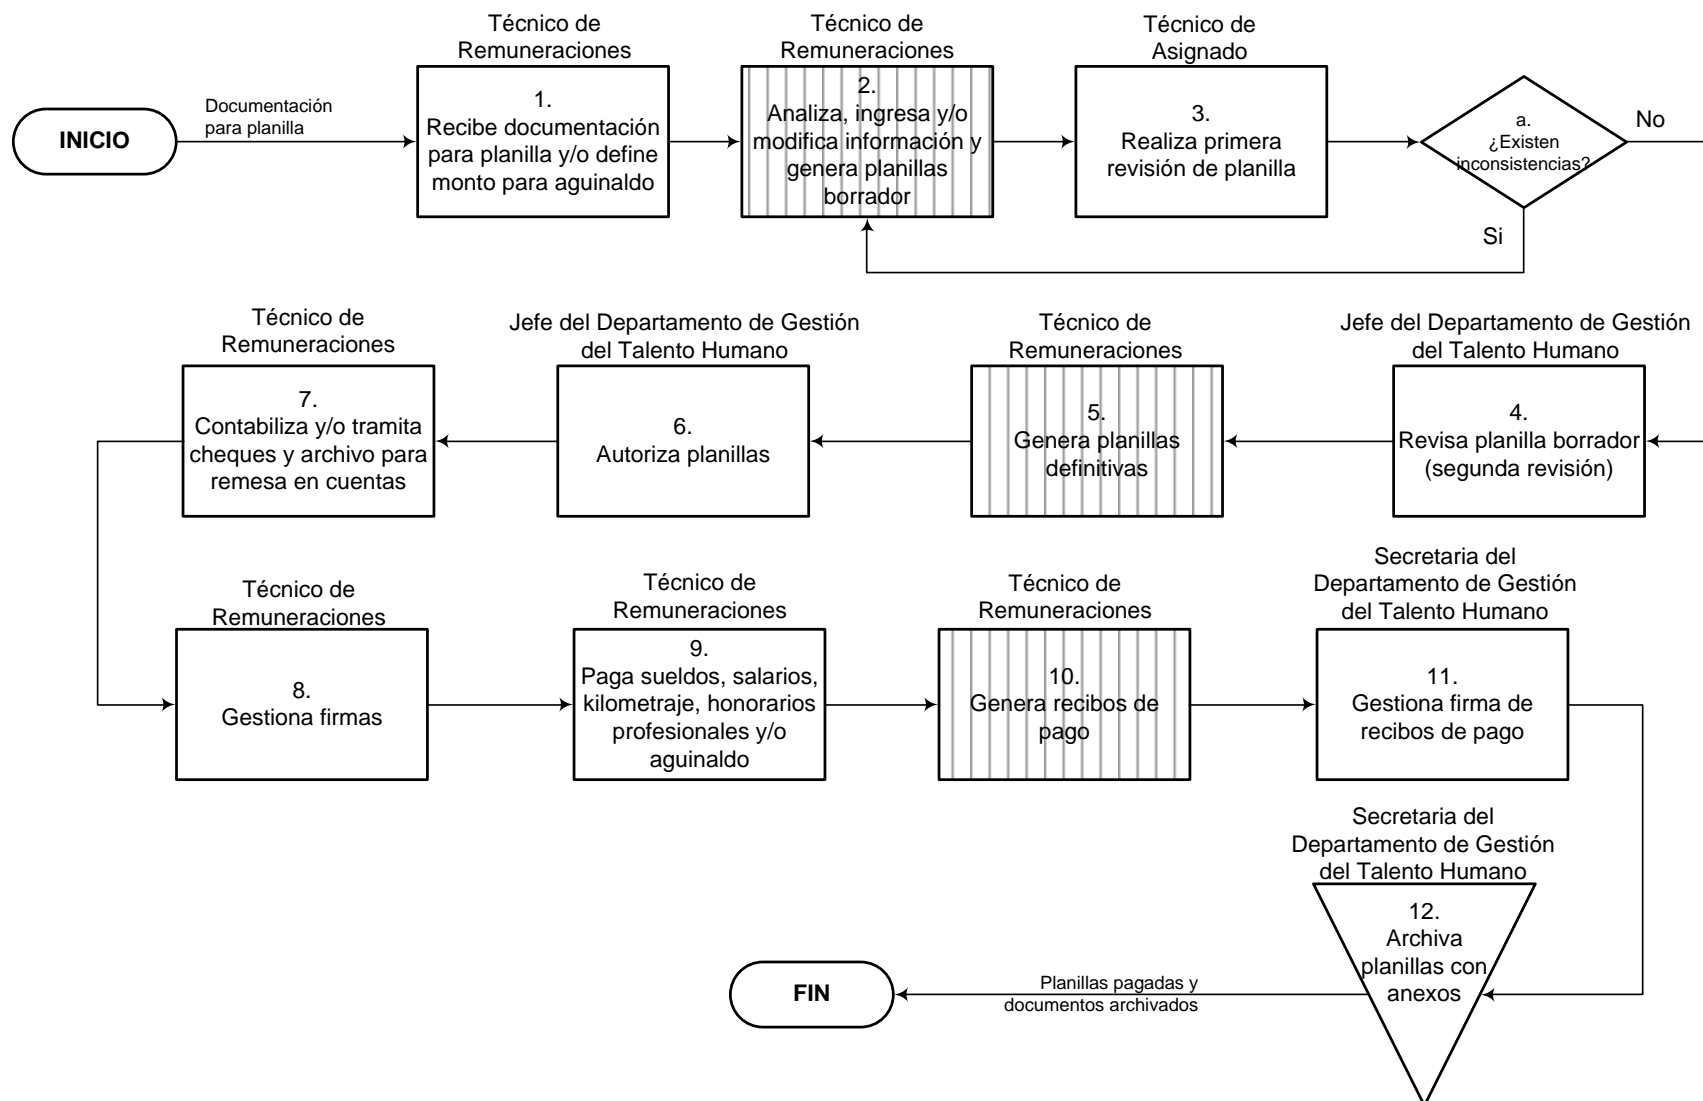 INICIO
Documentación
para planilla
Técnico de
Remuneraciones
1.
Recibe documentación
para planilla y/o define
monto para aguinaldo
Técnico de
Remuneraciones
2.
Analiza, ingresa y/o
modifica información y
genera planillas
borrador
Técnico de
Asignado
3.
Realiza primera
revisión de planilla
a.
¿Existen
inconsistencias?
No
Si
Jefe del Departamento de Gestión
del Talento Humano
4.
Revisa planilla borrador
(segunda revisión)
Técnico de
Remuneraciones
5.
Genera planillas
definitivas
Jefe del Departamento de Gestión
del Talento Humano
6.
Autoriza planillas
Técnico de
Remuneraciones
7.
Contabiliza y/o tramita
cheques y archivo para
remesa en cuentas
Técnico de
Remuneraciones
8.
Gestiona firmas
Técnico de
Remuneraciones
9.
Paga sueldos, salarios,
kilometraje, honorarios
profesionales y/o
aguinaldo
Técnico de
Remuneraciones
10.
Genera recibos de
pago
Secretaria del
Departamento de Gestión
del Talento Humano
11.
Gestiona firma de
recibos de pago
Secretaria del
Departamento de Gestión
del Talento Humano
12.
Archiva
planillas con
anexos
Planillas pagadas y
documentos archivados
FIN